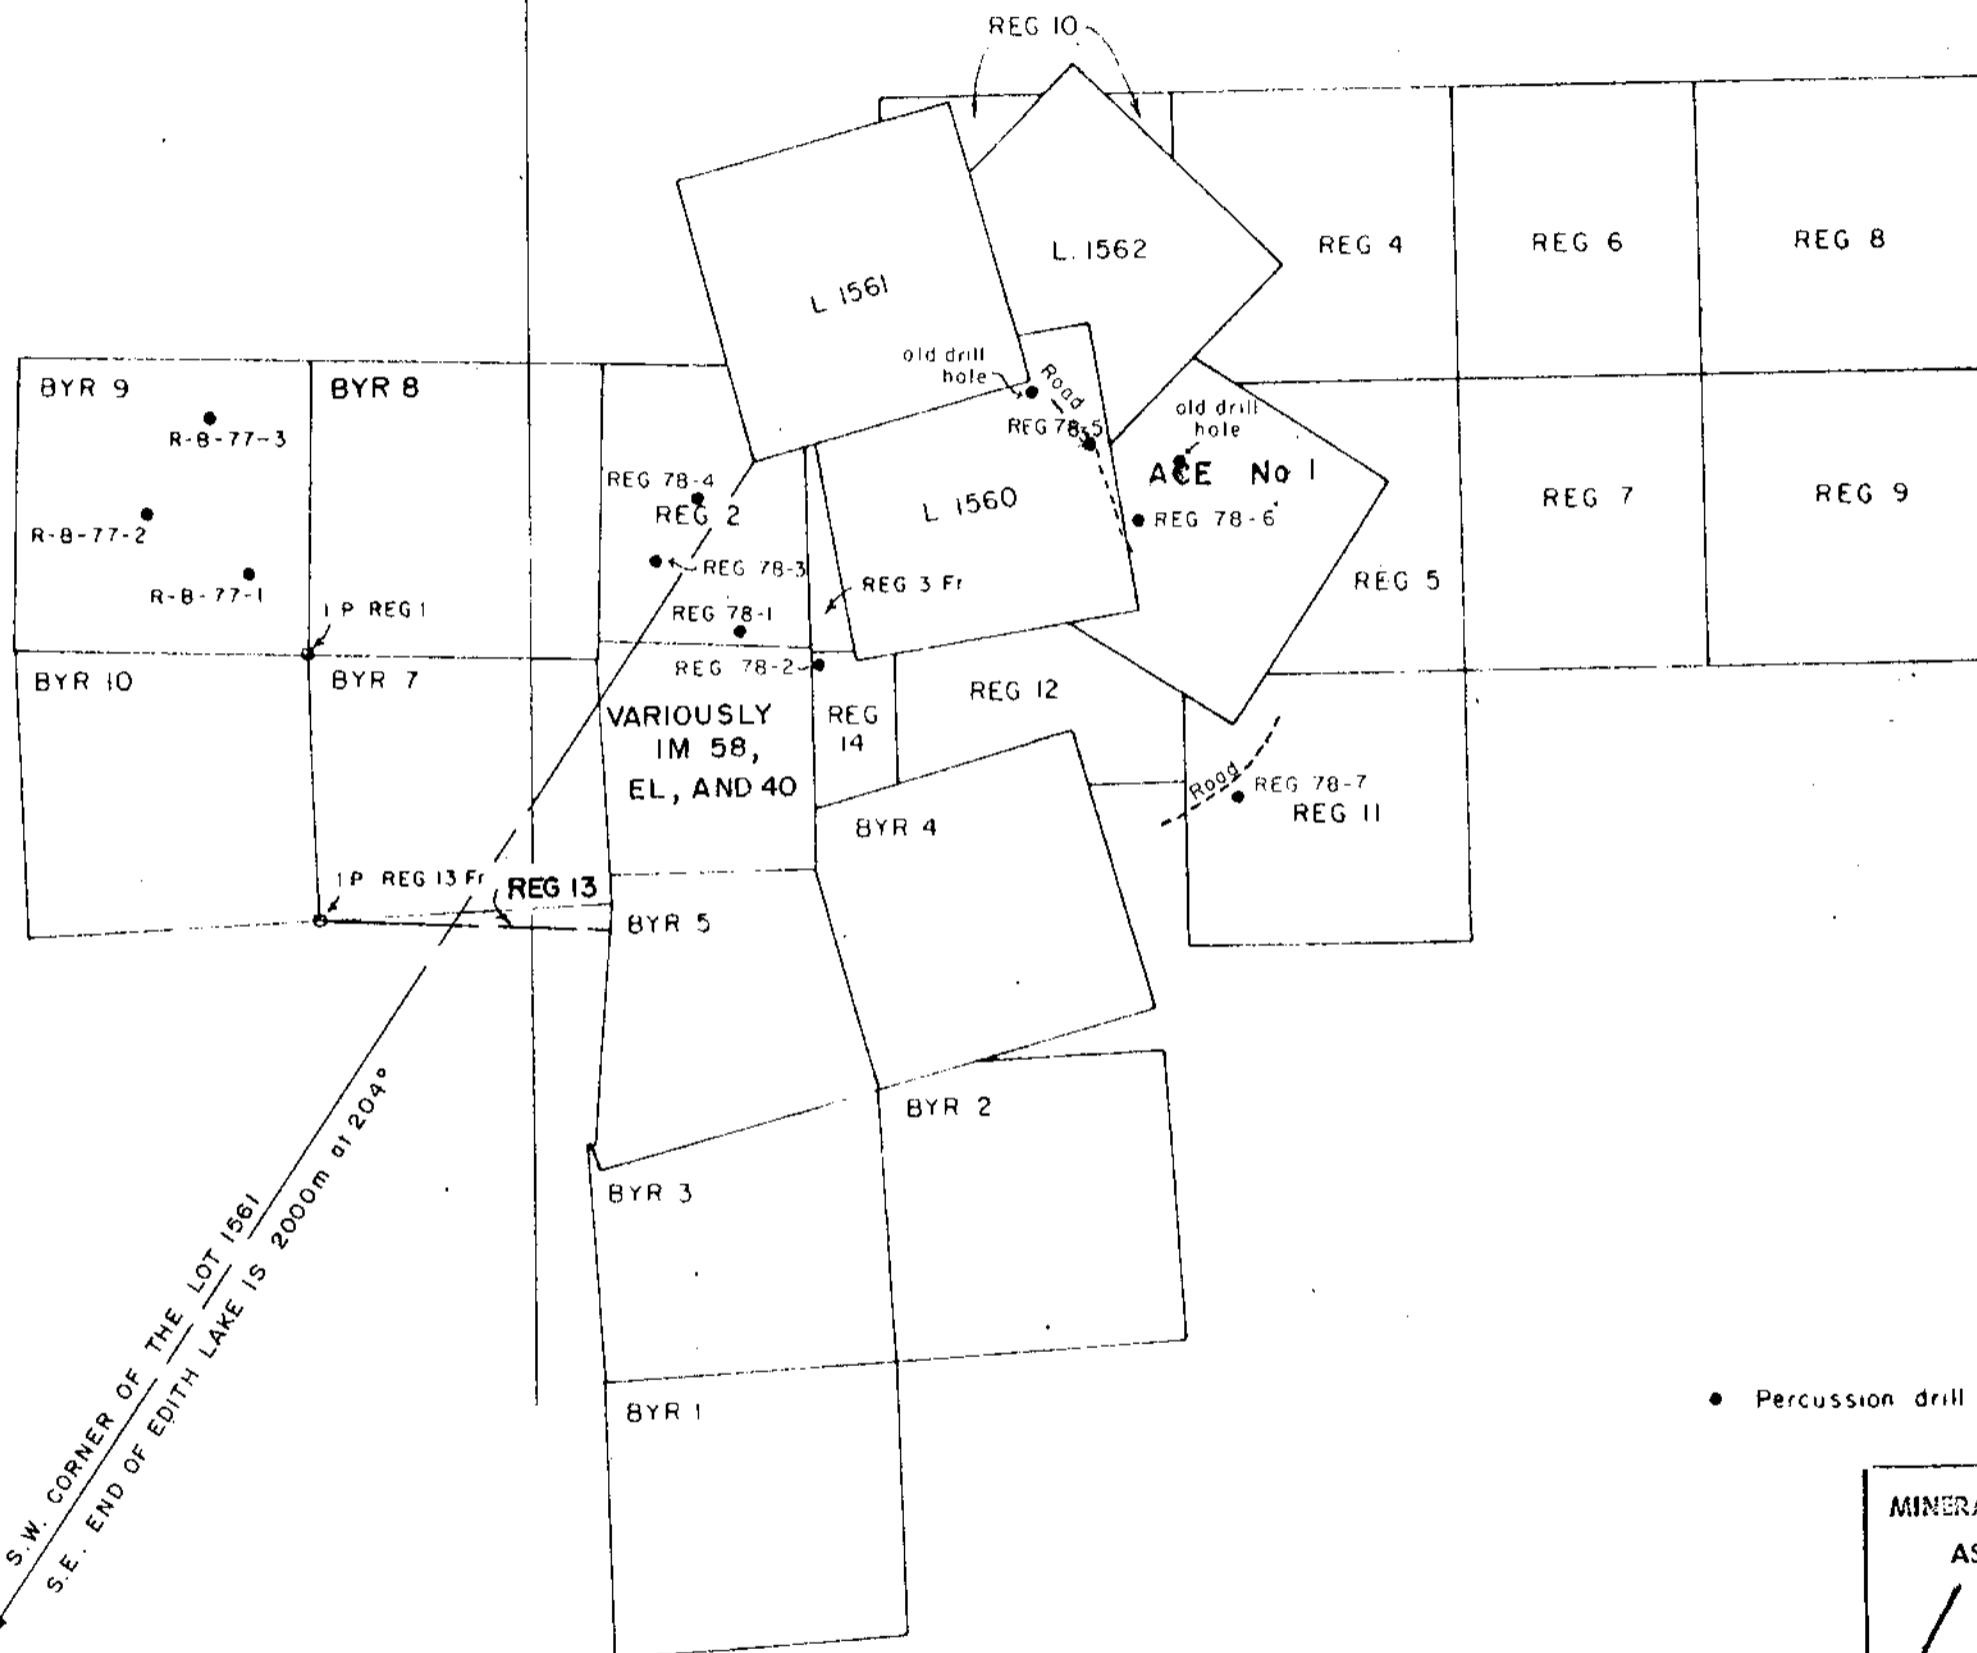 REG 10
L 1561
L. 1562
REG 4
REG 6
REG 8
old drill
hole
Road
REG 78-5
old drill
hole
ACE No 1
REG 78-6
L 1560
REG 5
REG 7
REG 9
BYR 9
R-8-77-3
R-8-77-2
R-8-77-1
BYR 8
1 P REG 1
REG 78-4
REG 2
REG 78-3
REG 78-1
REG 3 Fr
REG 78-2
BYR 10
BYR 7
VARIOUSLY
1M 58,
EL, AND 40
REG
14
REG 12
BYR 4
Road
REG 78-7
REG 11
1 P REG 13 Fr
REG 13
BYR 5
BYR 2
BYR 3
BYR 1
S.W. CORNER OF THE LOT 1561
S.E. END OF EDITH LAKE IS 2000m at 204°
Percussion drill
MINERA
AS